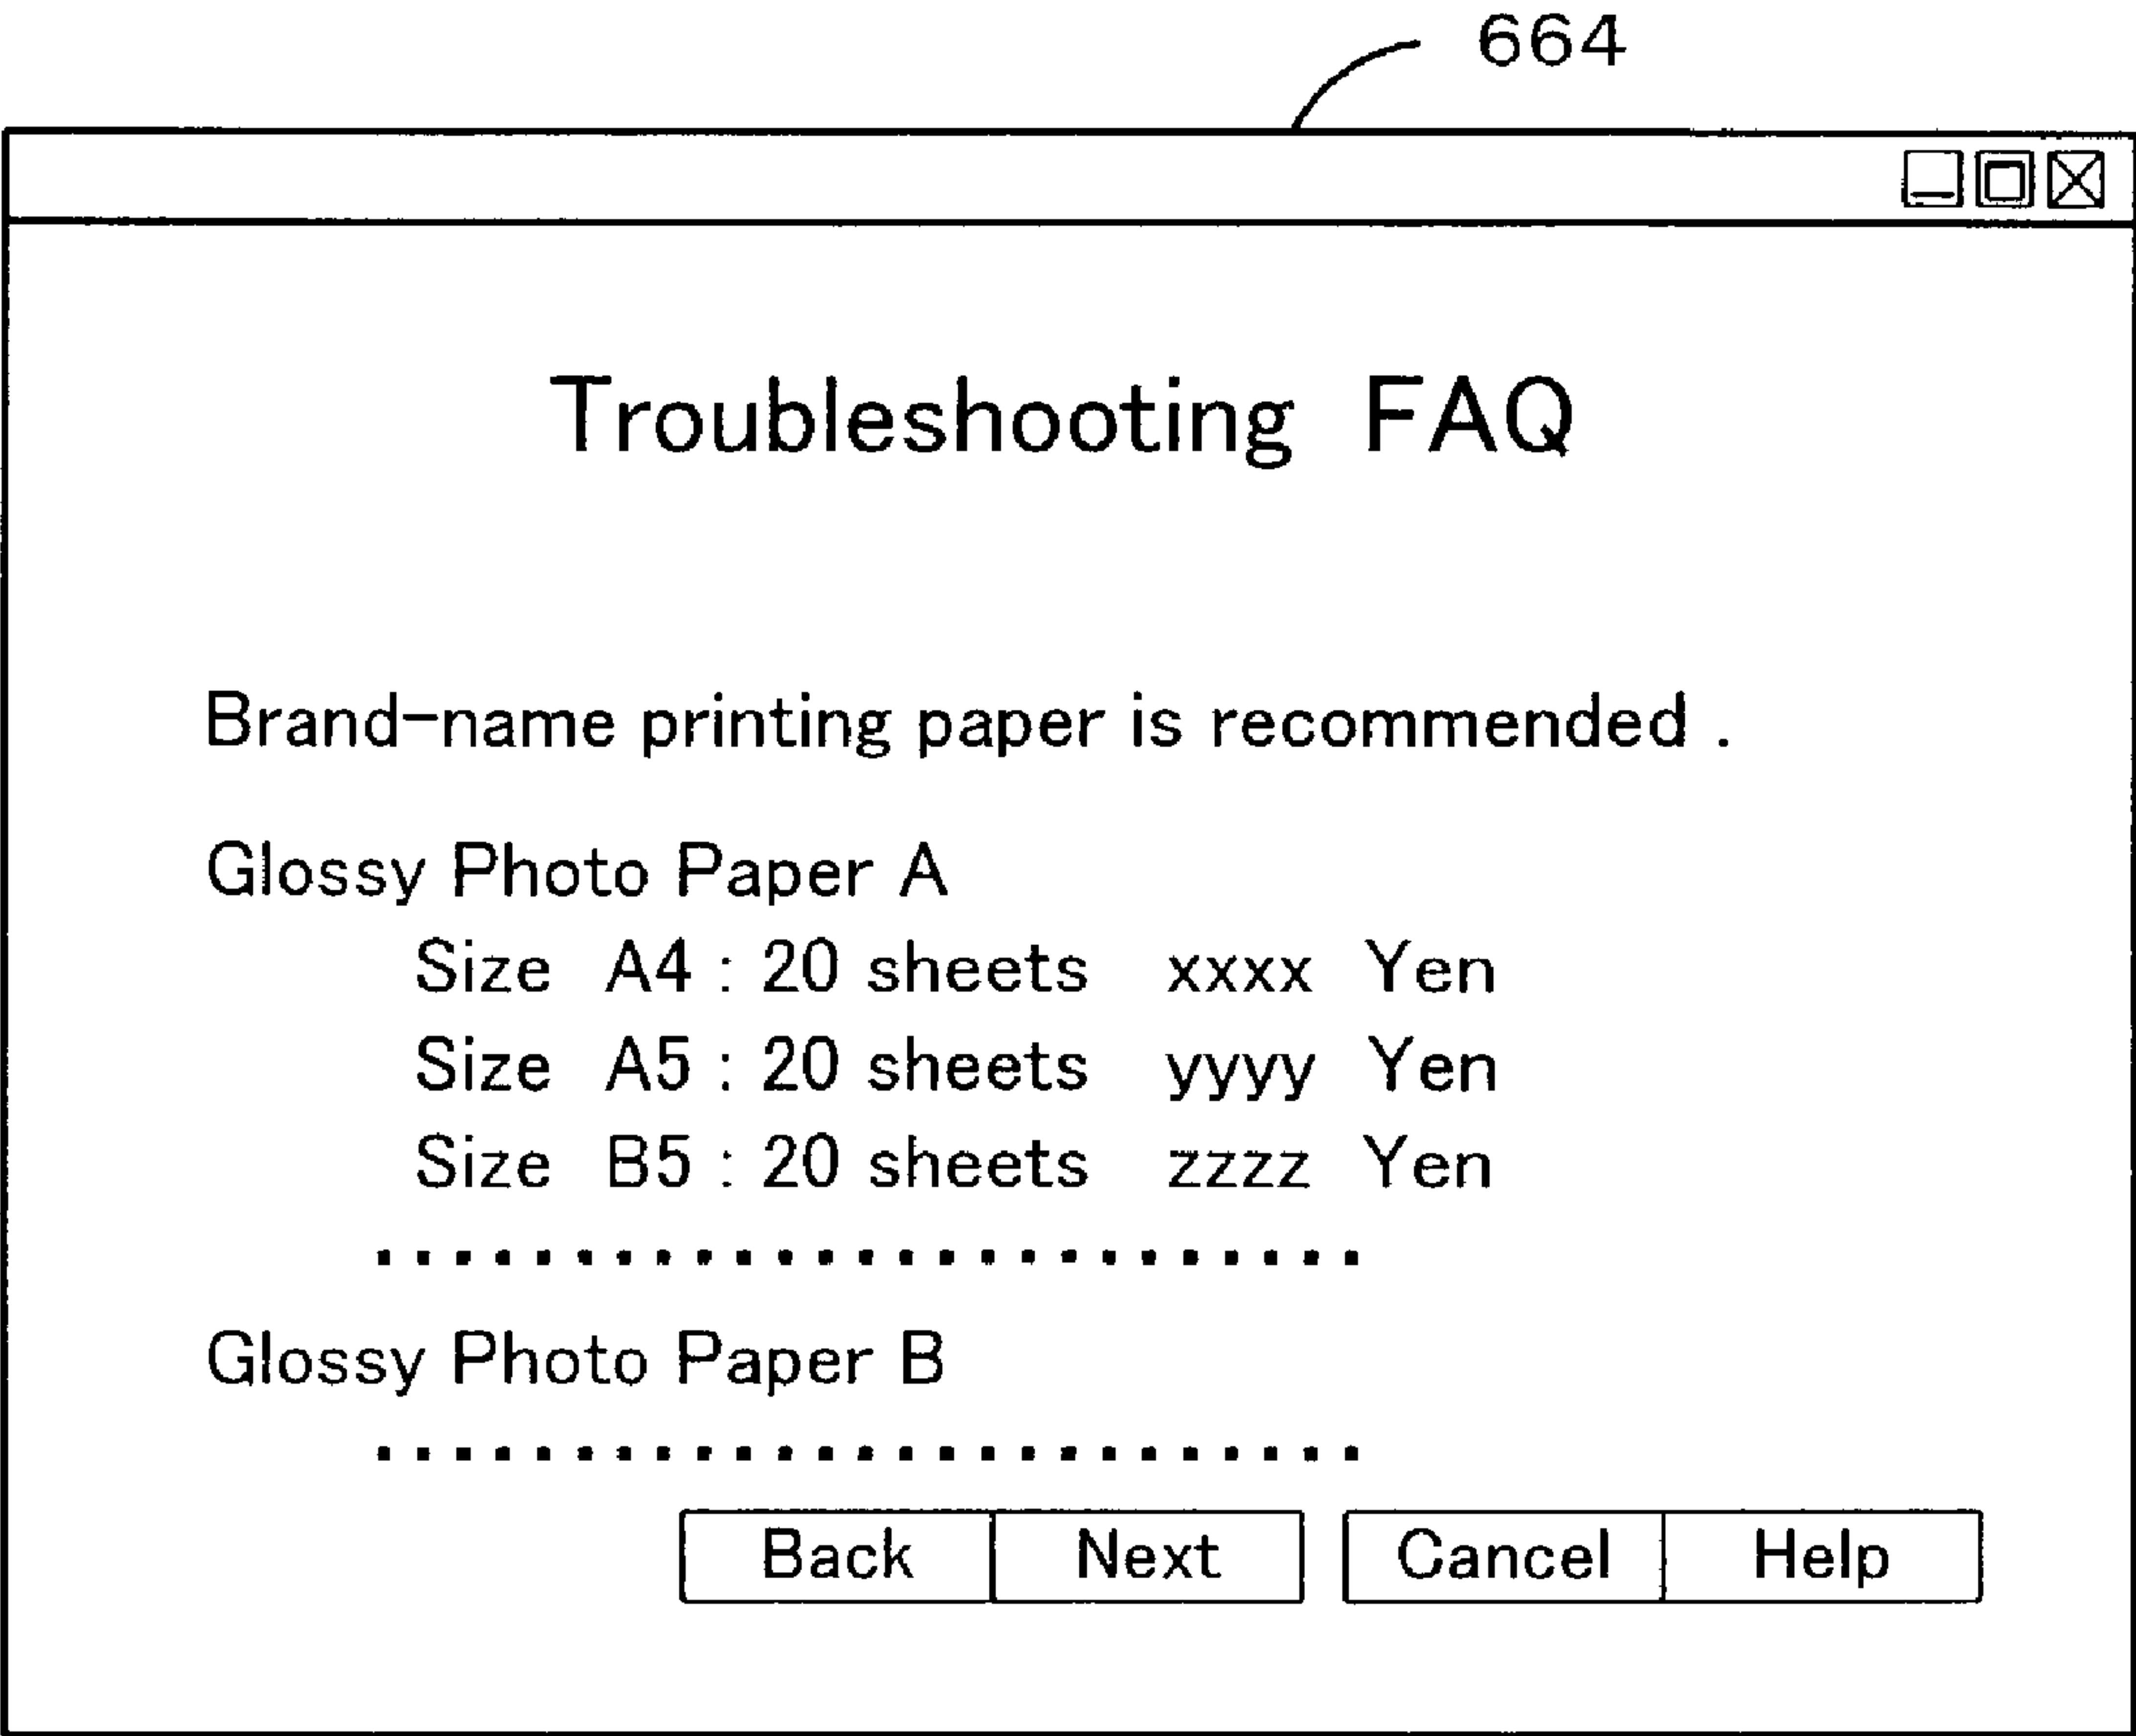 664
Troubleshooting FAQ
Brand-name printing paper is recommended .
Glossy Photo Paper A
Size A4 : 20 sheets xxxx Yen
Size A5 : 20 sheets yyyy Yen
Size B5 : 20 sheets zzzz Yen
.........................
Glossy Photo Paper B
.........................
Back Next Cancel Help